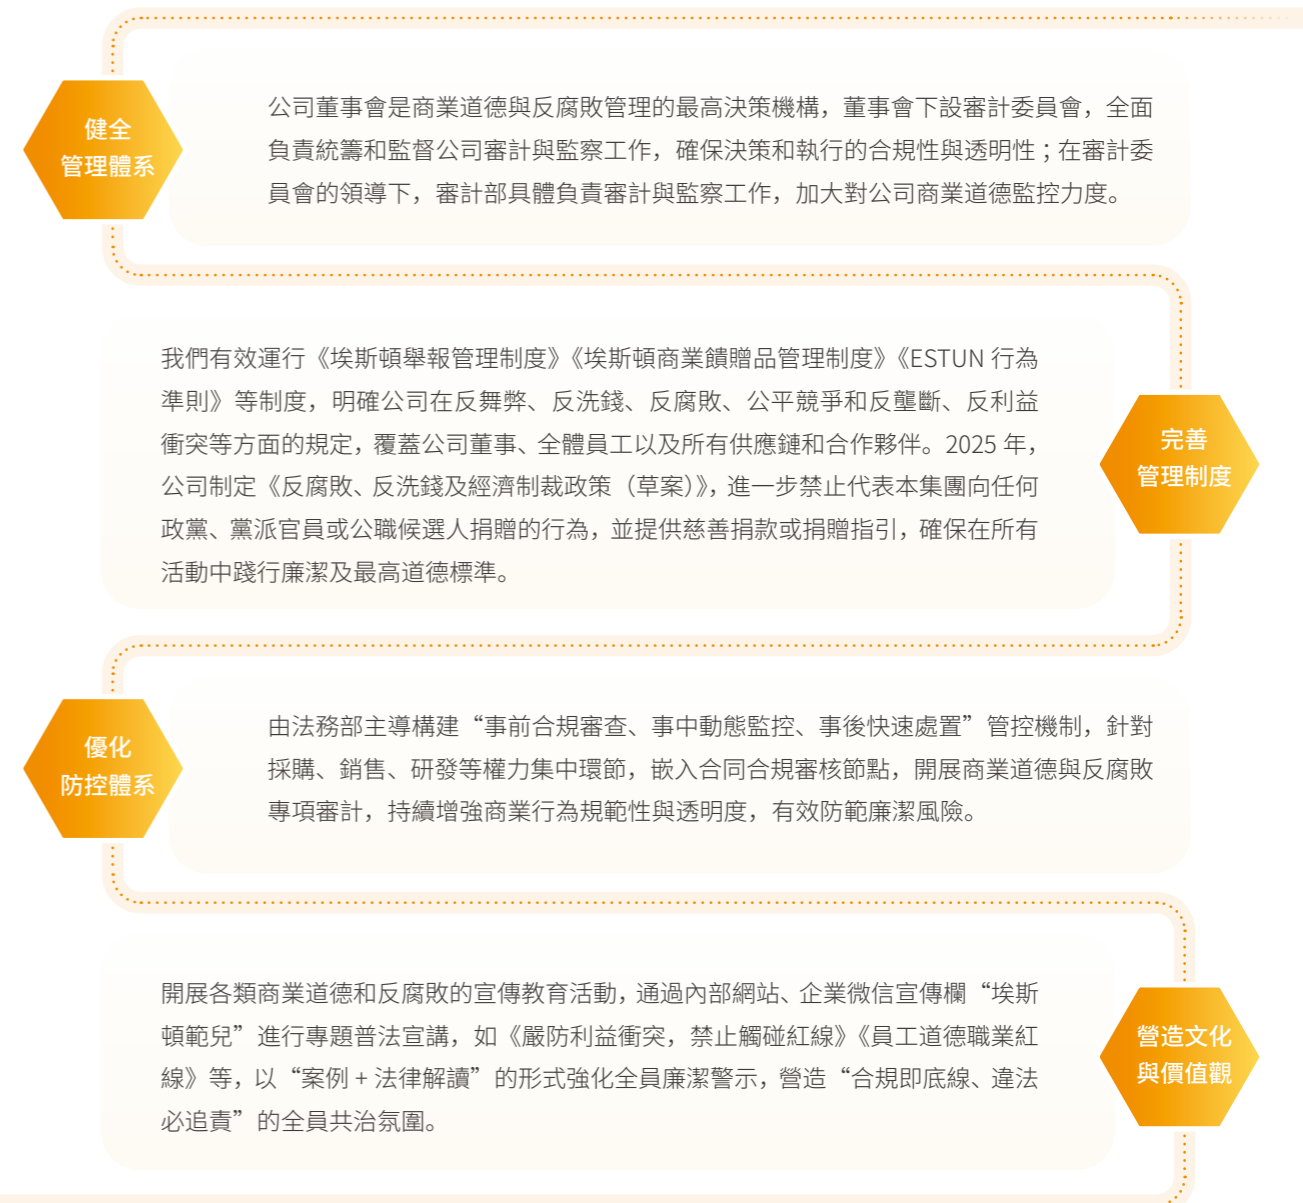 健全
管理體系
公司董事會是商業道德與反腐敗管理的最高決策機構，董事會下設審計委員會，全面
負責統籌和監督公司審計與監察工作，確保決策和執行的合規性與透明性；在審計委
員會的領導下，審計部具體負責審計與監察工作，加大對公司商業道德監控力度。
我們有效運行《埃斯頓舉報管理制度》《埃斯頓商業饋贈品管理制度》《ESTUN 行為
準則》等制度，明確公司在反舞弊、反洗錢、反腐敗、公平競爭和反壟斷、反利益
衝突等方面的規定，覆蓋公司董事、全體員工以及所有供應鏈和合作夥伴。2025 年，
公司制定《反腐敗、反洗錢及經濟制裁政策（草案）》，進一步禁止代表本集團向任何
政黨、黨派官員或公職候選人捐贈的行為，並提供慈善捐款或捐贈指引，確保在所有
活動中踐行廉潔及最高道德標準。
完善
管理制度
優化
防控體系
由法務部主導構建“事前合規審查、事中動態監控、事後快速處置”管控機制，針對
採購、銷售、研發等權力集中環節，嵌入合同合規審核節點，開展商業道德與反腐敗
專項審計，持續增強商業行為規範性與透明度，有效防範廉潔風險。
開展各類商業道德和反腐敗的宣傳教育活動，通過內部網站、企業微信宣傳欄“埃斯
頓範兒”進行專題普法宣講，如《嚴防利益衝突，禁止觸碰紅線》《員工道德職業紅
線》等，以“案例 + 法律解讀”的形式強化全員廉潔警示，營造“合規即底線、違法
必追責”的全員共治氛圍。
營造文化
與價值觀